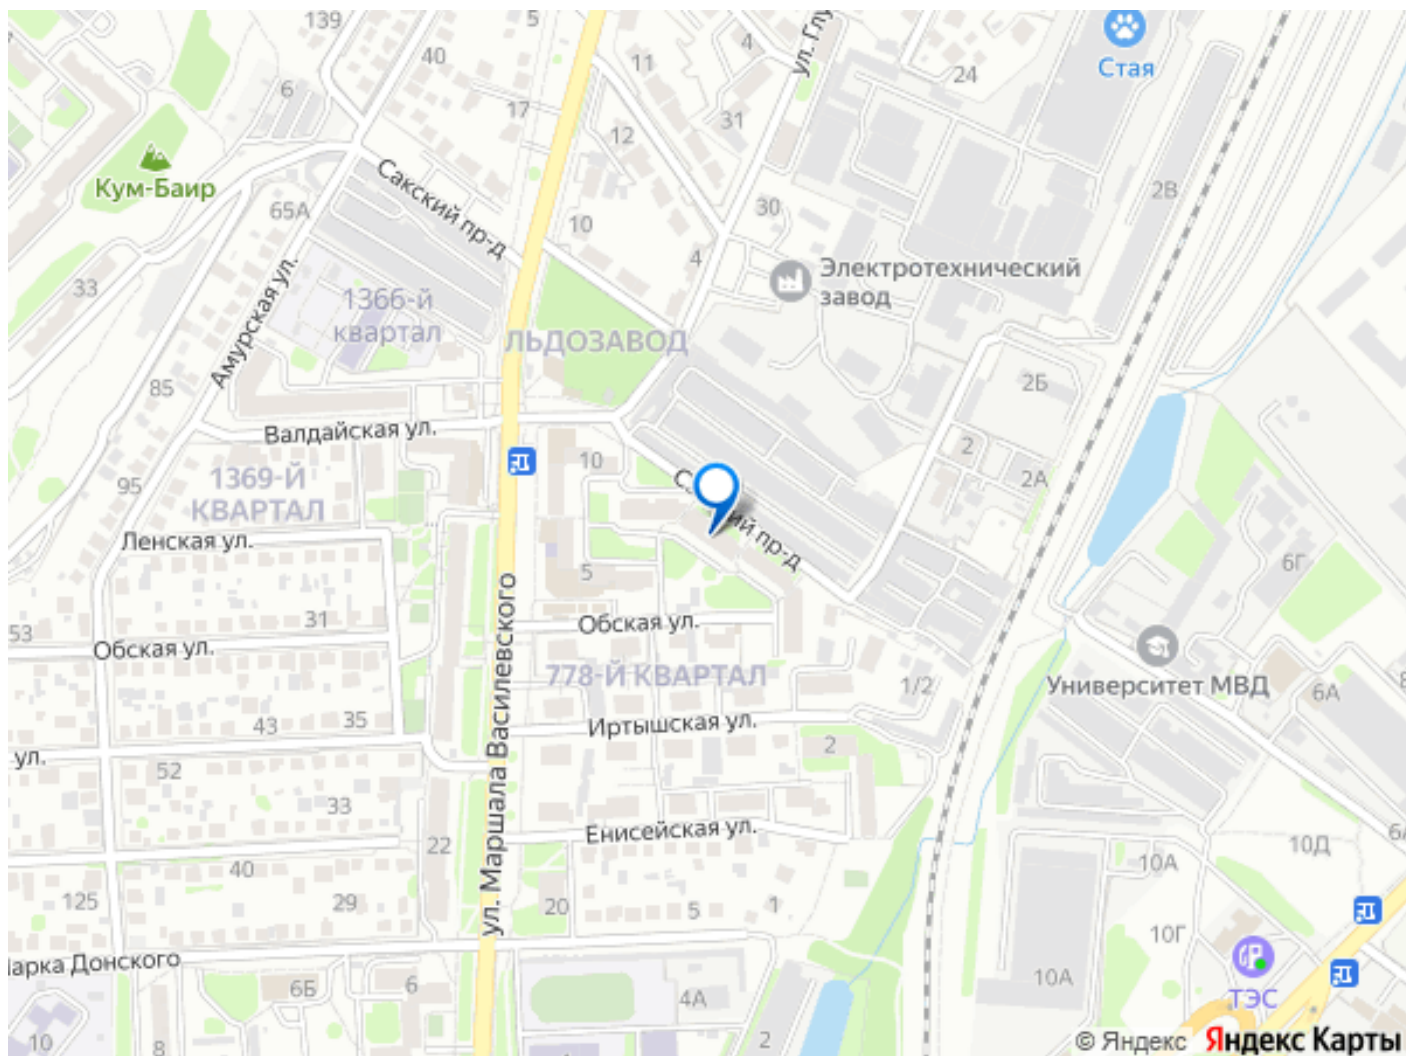 139
5
40
4
ул. Глу
24
Стая
11
6
17
12
31
2В
Кум-Баир
Сакский пр-д
65А
10
30
4
33
Электротехнический
завод
136б-й
квартал
Амурская ул.
ЛЬДОЗАВОД
85
2Б
Валдайская ул.
10
2
2А
95
1369-Й
КВАРТАЛ
Ленская ул.
ий пр-д
5
6Г
53
31
Обская ул.
Обская ул.
778-Й КВАРТАЛ
Университет МВД
1/2
6А
8
43
35
Иртышская ул.
2
ул.
52
33
ул. Маршала Василевского
Енисейская ул.
22
10А
10Д
6А
40
125
29
20
5
1
10Г
арка Донского
6Б
6
4А
10А
ТЭС
10
8
2
© Яндекс Яндекс Карты